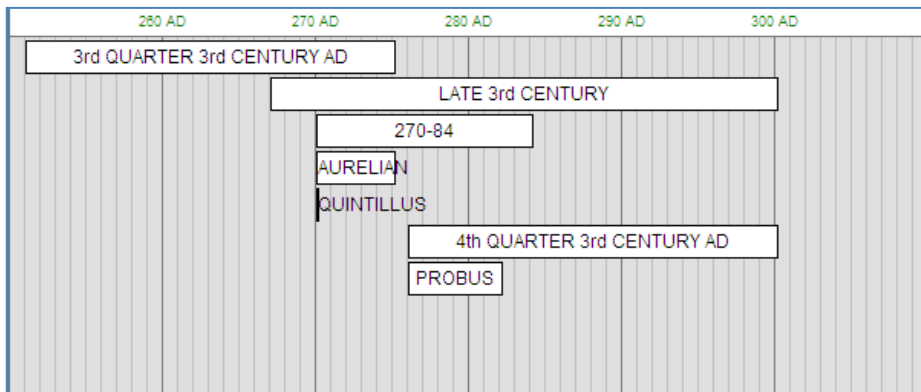 260 AD 270 AD 280 AD 290 AD 300 AD
3rd QUARTER 3rd CENTURY AD
LATE 3rd CENTURY
270-84
AURELIAN
QUINTILLUS
4th QUARTER 3rd CENTURY AD
PROBUS